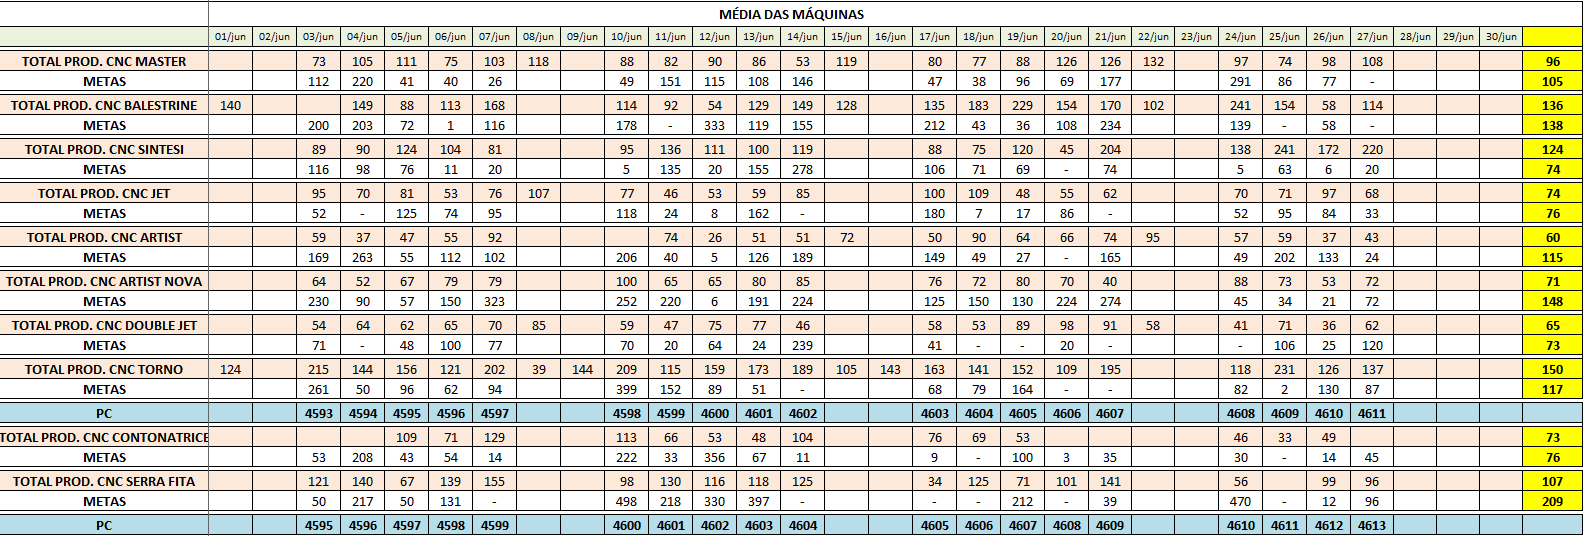 MÉDIA DAS MÁQUINAS
01/jun 02/jun 03/jun 04/jun 05/jun 06/jun 07/jun 08/jun 09/jun 10/jun 11/jun 12/jun 13/jun 14/jun 15/jun 16/jun 17/jun 18/jun 19/jun 20/jun 21/jun 22/jun 23/jun 24/jun 25/jun 26/jun 27/jun 28/jun 29/jun 30/jun
TOTAL PROD. CNC MASTER 73 105 111 75 103 118 88 82 90 86 53 119 80 77 88 126 126 132 97 74 98 108 96
METAS 112 220 41 40 26 49 151 115 108 146 47 38 96 69 177 291 86 77 - 105
TOTAL PROD. CNC BALESTRINE 140 149 88 113 168 114 92 54 129 149 128 135 183 229 154 170 102 241 154 58 114 136
METAS 200 203 72 1 116 178 - 333 119 155 212 43 36 108 234 139 - 58 - 138
TOTAL PROD. CNC SINTESI 89 90 124 104 81 95 136 111 100 119 88 75 120 45 204 138 241 172 220 124
METAS 116 98 76 11 20 5 135 20 155 278 106 71 69 - 74 5 63 6 20 74
TOTAL PROD. CNC JET 95 70 81 53 76 107 77 46 53 59 85 100 109 48 55 62 70 71 97 68 74
METAS 52 - 125 74 95 118 24 8 162 - 180 7 17 86 - 52 95 84 33 76
TOTAL PROD. CNC ARTIST 59 37 47 55 92 74 26 51 51 72 50 90 64 66 74 95 57 59 37 43 60
METAS 169 263 55 112 102 206 40 5 126 189 149 49 27 - 165 49 202 133 24 115
TOTAL PROD. CNC ARTIST NOVA 64 52 67 79 79 100 65 65 80 85 76 72 80 70 40 88 73 53 72 71
METAS 230 90 57 150 323 252 220 6 191 224 125 150 130 224 274 45 34 21 72 148
TOTAL PROD. CNC DOUBLE JET 54 64 62 65 70 85 59 47 75 77 46 58 53 89 98 91 58 41 71 36 62 65
METAS 71 - 48 100 77 70 20 64 24 239 41 - - 20 - - 106 25 120 73
TOTAL PROD. CNC TORNO 124 215 144 156 121 202 39 144 209 115 159 173 189 105 143 163 141 152 109 195 118 231 126 137 150
METAS 261 50 96 62 94 399 152 89 51 - 68 79 164 - - 82 2 130 87 117
PC 4593 4594 4595 4596 4597 4598 4599 4600 4601 4602 4603 4604 4605 4606 4607 4608 4609 4610 4611
TOTAL PROD. CNC CONTONATRICE 109 71 129 113 66 53 48 104 76 69 53 46 33 49 73
METAS 53 208 43 54 14 222 33 356 67 11 9 - 100 3 35 30 - 14 45 76
TOTAL PROD. CNC SERRA FITA 121 140 67 139 155 98 130 116 118 125 34 125 71 101 141 56 99 96 107
METAS 50 217 50 131 - 498 218 330 397 - - - 212 - 39 470 - 12 96 209
PC 4595 4596 4597 4598 4599 4600 4601 4602 4603 4604 4605 4606 4607 4608 4609 4610 4611 4612 4613